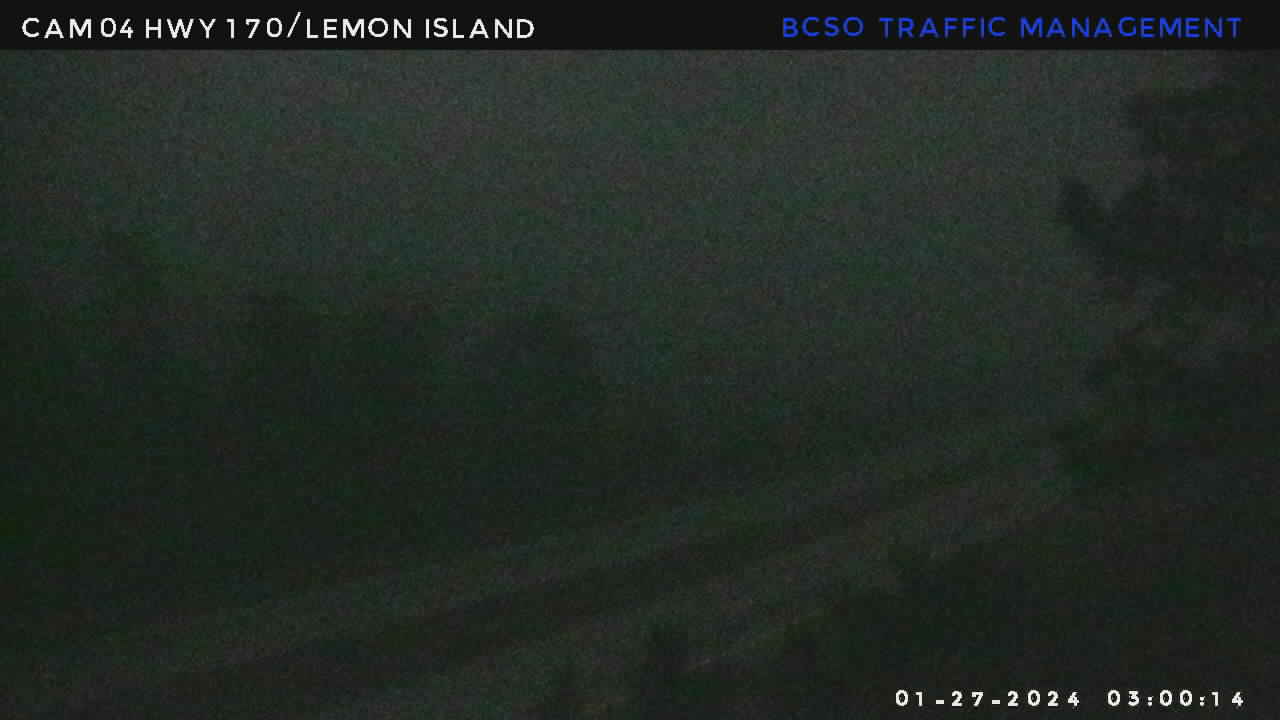 CAM04 HWY 170/LEMON ISLAND
BCSO TRAFFIC MANAGEMENT
01-27-2024 03:00:14